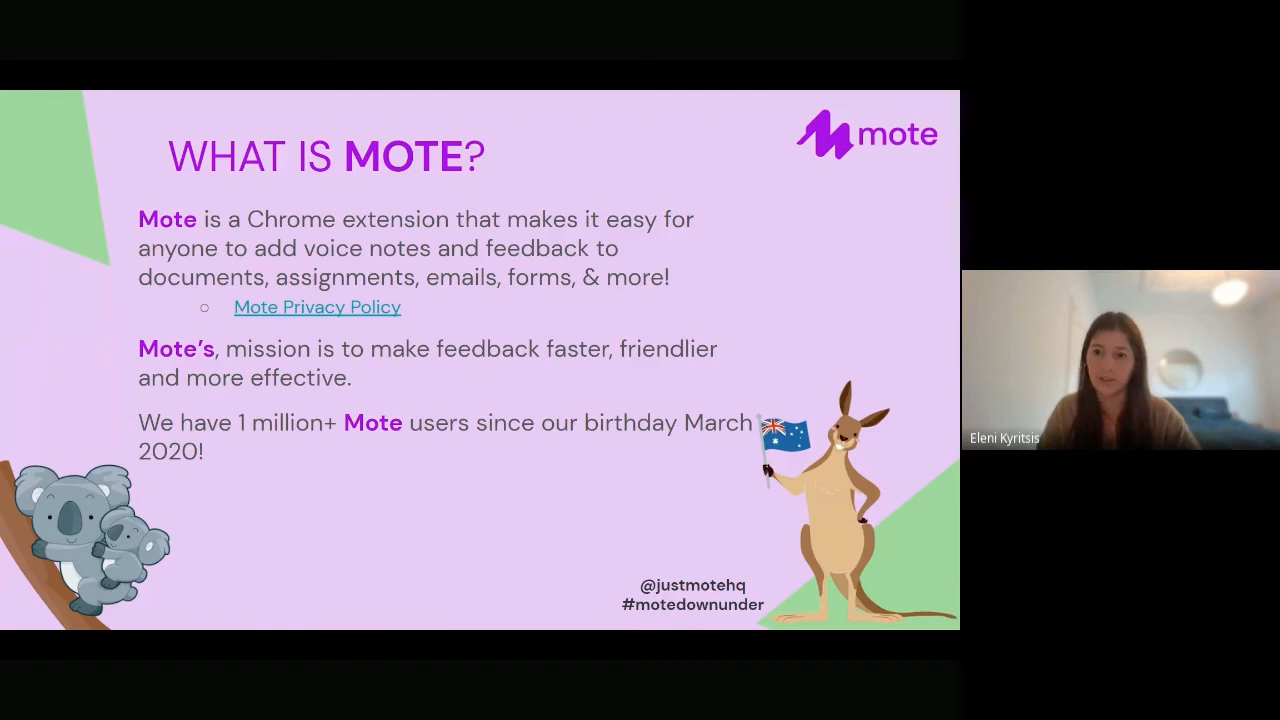 mote
WHAT IS MOTE?
Mote is a Chrome extension that makes it easy for
anyone to add voice notes and feedback to
documents, assignments, emails, forms, & more!
○ Mote Privacy Policy
Mote's, mission is to make feedback faster, friendlier
and more effective.
We have 1 million+ Mote users since our birthday March
2020!
@justmotehq
#motedownunder
Eleni Kyritsis